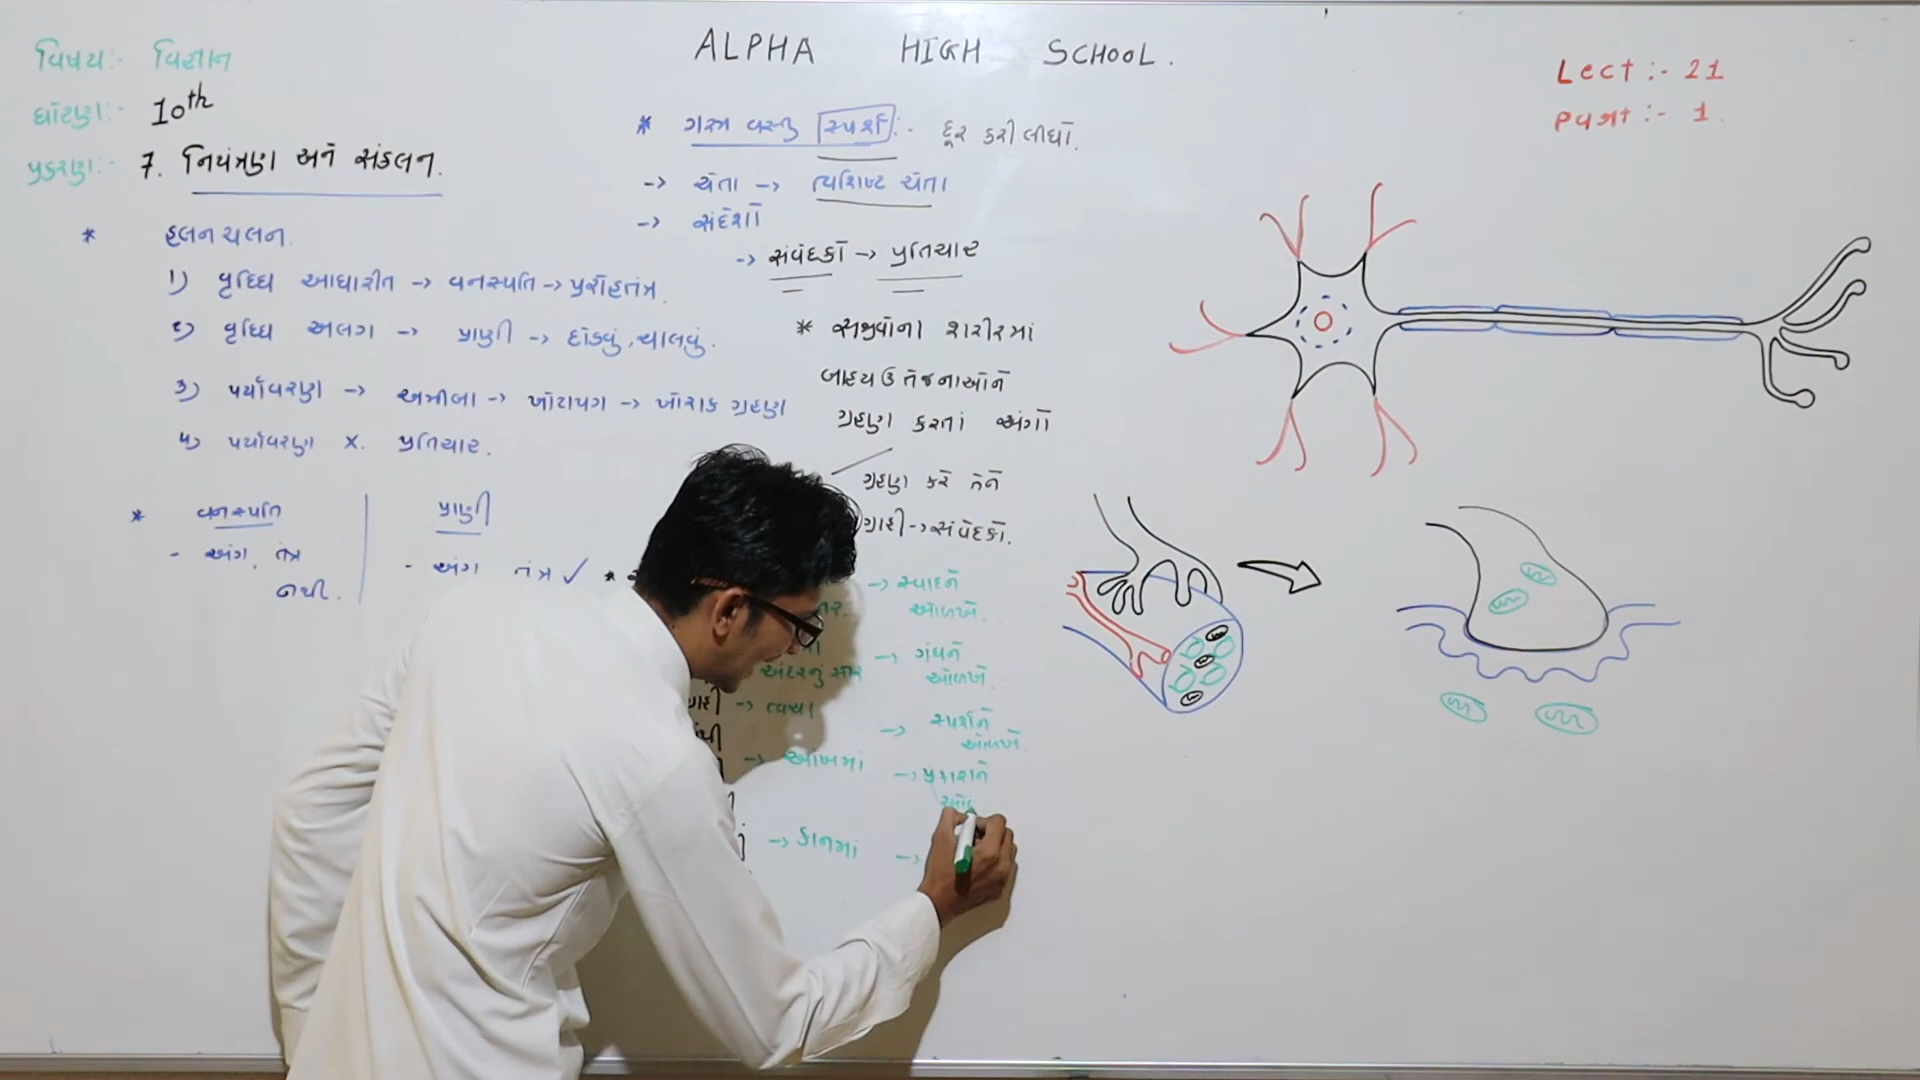 ALPHA HIGH SCHOOL.
વિષય:- વિજ્ઞાન
ધોરણ:- 10th
પ્રકરણ:- 7. નિયંત્રણ અને સંકલન.
* હલનચલન.
1) વૃધ્ધિ આધારીત -> વનસ્પતિ -> પ્રરોહતંત્ર.
2) વૃધ્ધિ અલગ -> પ્રાણી -> દોડવું, ચાલવું.
3) પર્યાવરણ -> અમીબા -> ખોટાપગ -> ખોરાક ગ્રહણ
4) પર્યાવરણ X. પ્રતિચાર.
* વનસ્પતિ
- અંગ, તંત્ર
નથી.
પ્રાણી
- અંગ તંત્ર ✓
* ગરમ વસ્તુ સ્પર્શ:- દૂર કરી લીધો.
-> ચેતા -> ત્વશિષ્ટ ચેતા
-> સંદેશો
-> સંવેદકો -> પ્રતિચાર
* સજીવોના શરીરમાં
બાહ્ય ઉતેજનાઓને
ગ્રહણ કરતાં અંગો
ગ્રહણ કરે તેને
ગ્રાહી -> સંવેદકો.
-> સ્વાદને
ઓળખે.
અંદરનું સ્તર -> ગંધને
ઓળખે.
-> ત્વચા -> સ્પર્શને
ઓળખે.
-> આંખમાં -> પ્રકાશને
-> કાનમાં ->
Lect :- 21
Part :- 1.